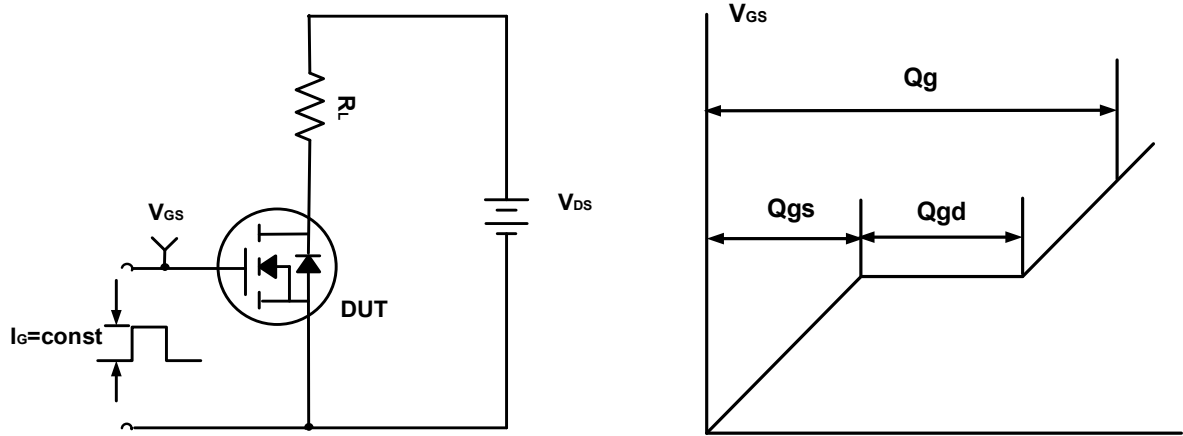 RL
VDS
VGS
DUT
IG=const
VGS
Qg
Qgs
Qgd